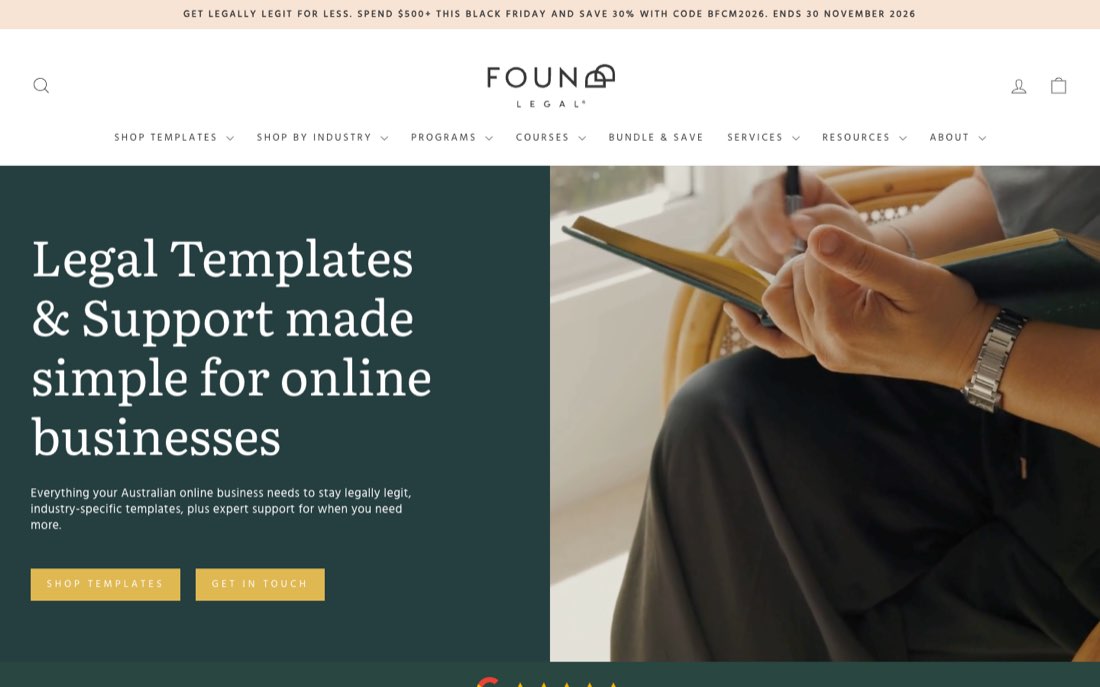 GET LEGALLY LEGIT FOR LESS. SPEND $500+ THIS BLACK FRIDAY AND SAVE 30% WITH CODE BFCM2026. ENDS 30 NOVEMBER 2026
FOUND
LEGAL®
SHOP TEMPLATES SHOP BY INDUSTRY PROGRAMS COURSES BUNDLE & SAVE SERVICES RESOURCES ABOUT
Legal Templates
& Support made
simple for online
businesses
Everything your Australian online business needs to stay legally legit,
industry-specific templates, plus expert support for when you need
more.
SHOP TEMPLATES GET IN TOUCH